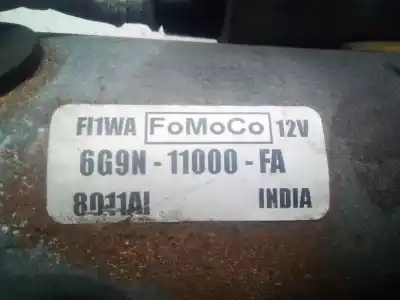 FI1WA FoMoCo 12V
6G9N - 11000 - FA
8011AI INDIA